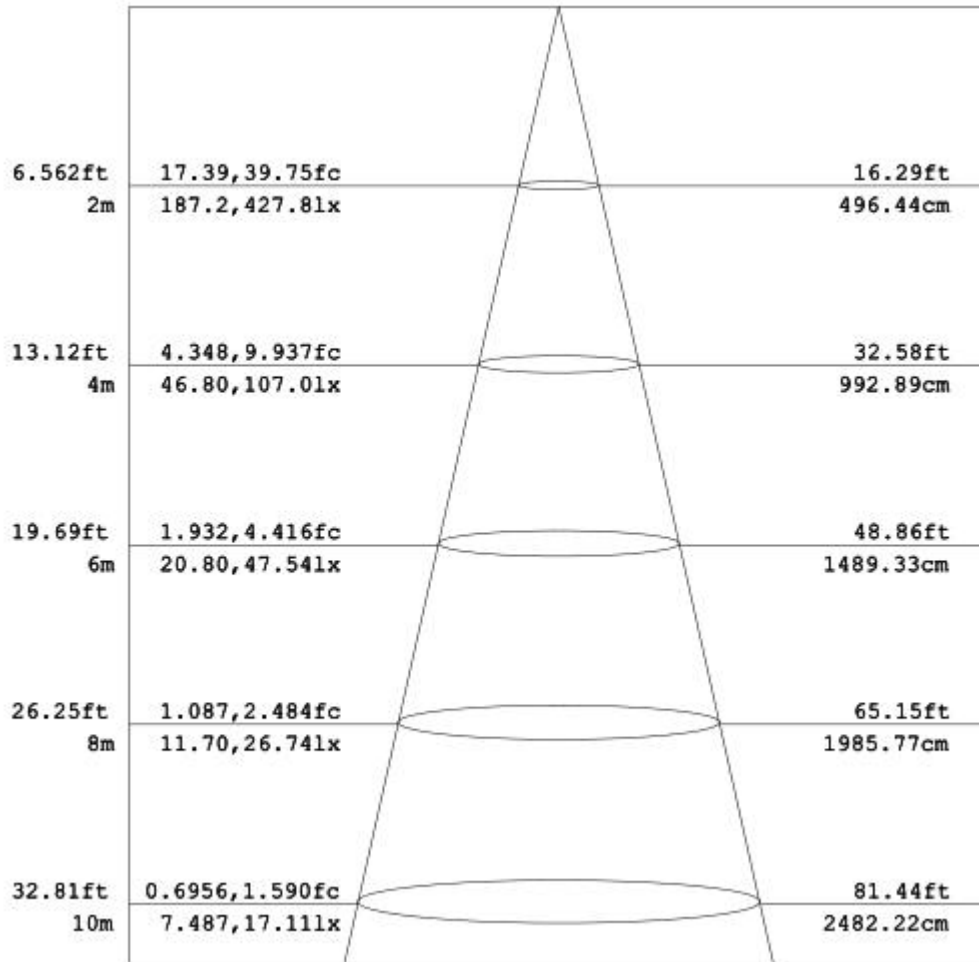 6.562ft 17.39,39.75fc 16.29ft
2m 187.2,427.8lx 496.44cm
13.12ft 4.348,9.937fc 32.58ft
4m 46.80,107.0lx 992.89cm
19.69ft 1.932,4.416fc 48.86ft
6m 20.80,47.54lx 1489.33cm
26.25ft 1.087,2.484fc 65.15ft
8m 11.70,26.74lx 1985.77cm
32.81ft 0.6956,1.590fc 81.44ft
10m 7.487,17.11lx 2482.22cm